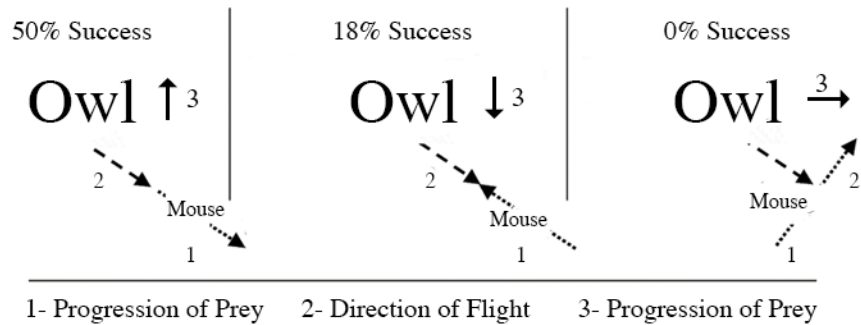 50% Success 18% Success 0% Success
Owl 3 Owl 3 Owl 3
2 2 2
Mouse Mouse Mouse
1 1 1
1- Progression of Prey 2- Direction of Flight 3- Progression of Prey